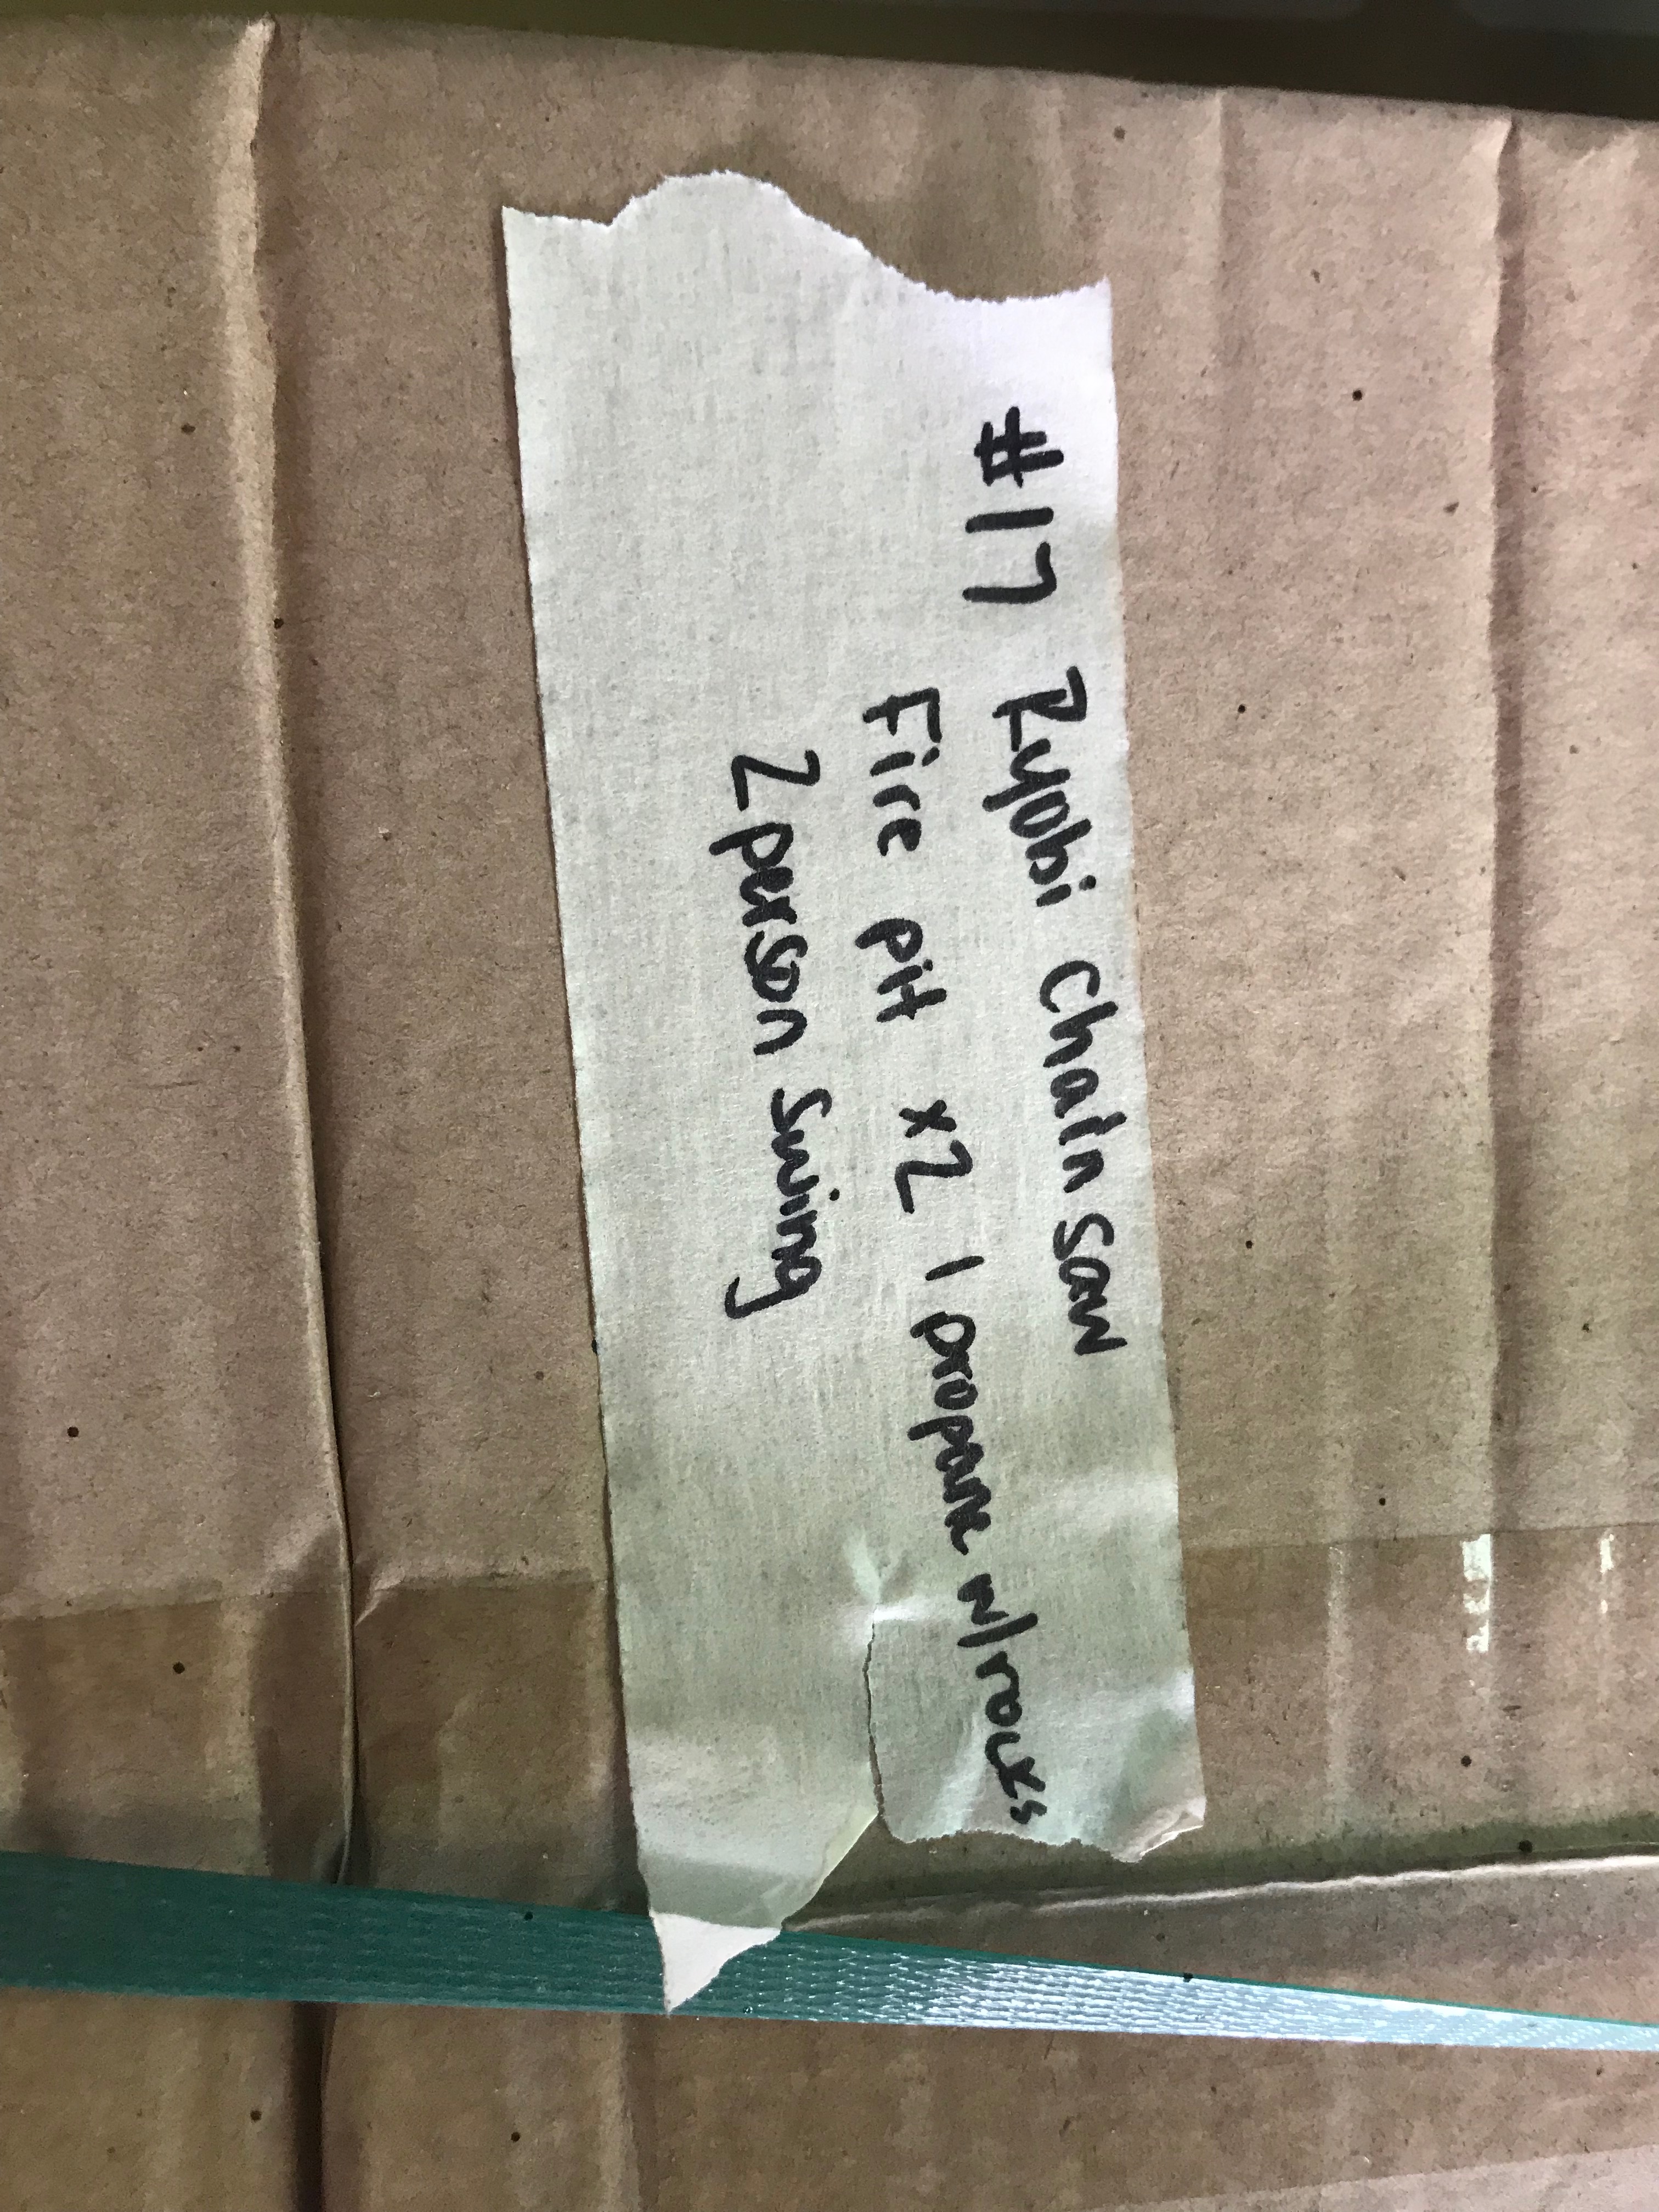 #17 Ryobi Chain Saw
Fire pit x2 1 propane w/rocks
2 person Swing